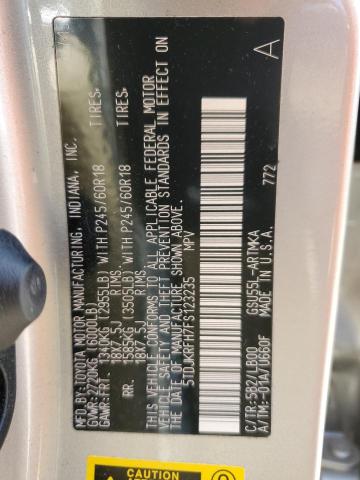 MFD.BY:TOYOTA MOTOR MANUFACTURING, INDIANA, INC.
GVWR:2720KG(6000LB)
GAWR:FRT. 1340KG (2955LB) WITH P245/60R18 TIRES.
18X7.5J RIMS.
RR. 1589KG (3505LB) WITH P245/60R18 TIRES.
18X7.5J RIMS.
THIS VEHICLE CONFORMS TO ALL APPLICABLE FEDERAL MOTOR
VEHICLE SAFETY AND THEFT PREVENTION STANDARDS IN EFFECT ON
THE DATE OF MANUFACTURE SHOWN ABOVE.
5TDJKRFH7FS123235 MPV
C/TR:5B2/LB00 GSU55L-ARTMKA
A/TM:-01A/U660F MADE IN U.S.A.
772
A
CAUTION